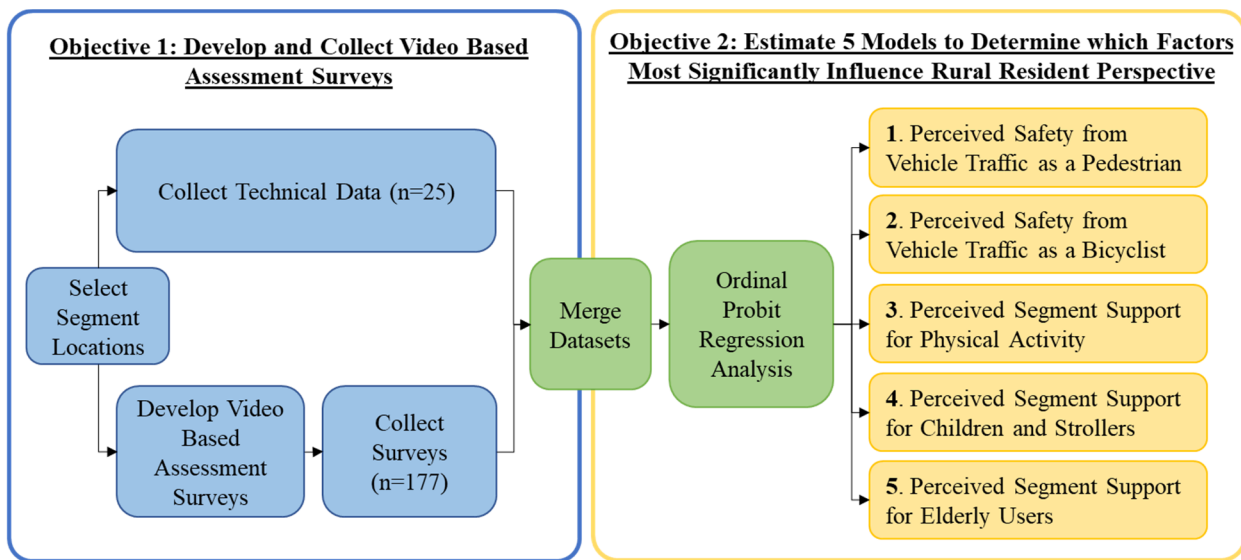 Objective 1: Develop and Collect Video Based
Assessment Surveys
Collect Technical Data (n=25)
Select
Segment
Locations
Develop Video
Based
Assessment
Surveys
Collect
Surveys
(n=177)
Merge
Datasets
Objective 2: Estimate 5 Models to Determine which Factors
Most Significantly Influence Rural Resident Perspective
Ordinal
Probit
Regression
Analysis
1. Perceived Safety from
Vehicle Traffic as a Pedestrian
2. Perceived Safety from
Vehicle Traffic as a Bicyclist
3. Perceived Segment Support
for Physical Activity
4. Perceived Segment Support
for Children and Strollers
5. Perceived Segment Support
for Elderly Users